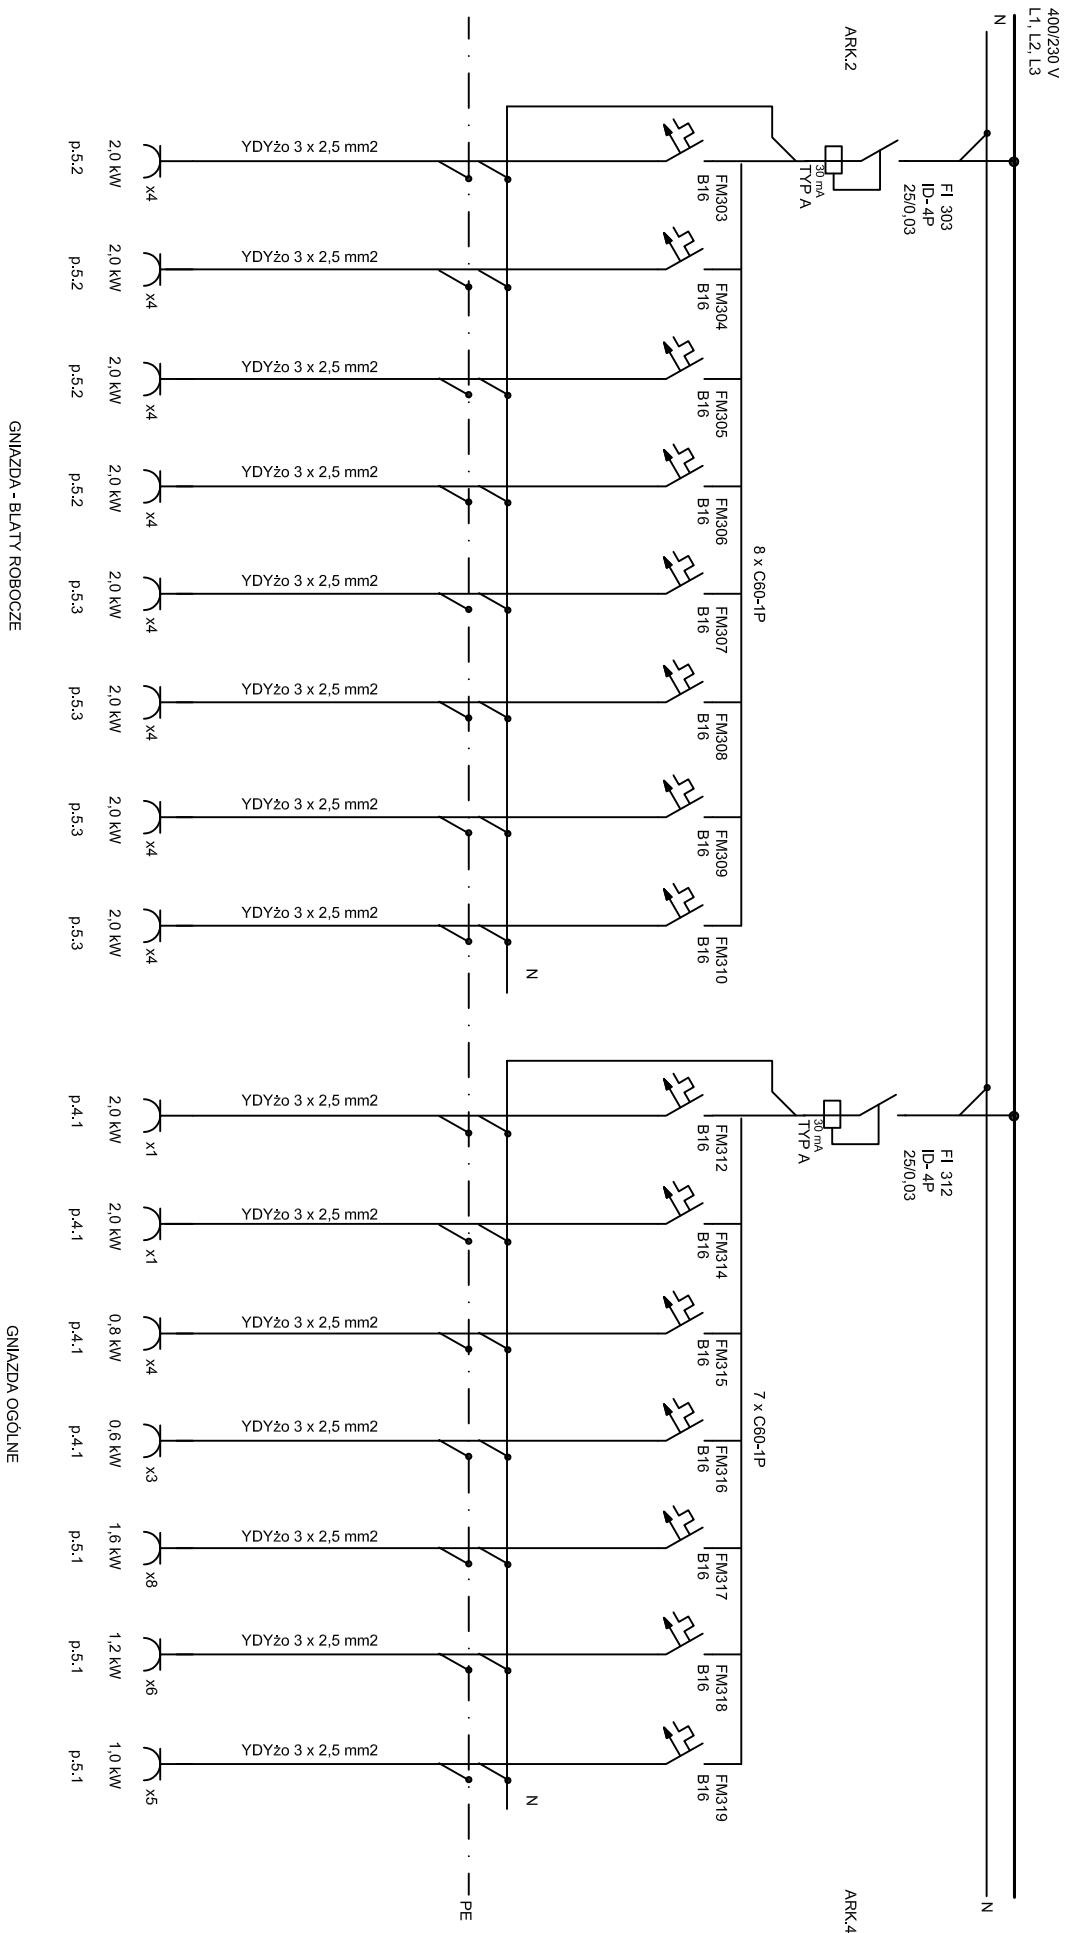 400/230 V
L1, L2, L3
N
N
ARK.2
ARK.4
FI 303
ID- 4P
25/0,03
30 mA
TYP A
8 x C60-1P
FM303
B16
FM304
B16
FM305
B16
FM306
B16
FM307
B16
FM308
B16
FM309
B16
FM310
B16
N
YDYżo 3 x 2,5 mm2
YDYżo 3 x 2,5 mm2
YDYżo 3 x 2,5 mm2
YDYżo 3 x 2,5 mm2
YDYżo 3 x 2,5 mm2
YDYżo 3 x 2,5 mm2
YDYżo 3 x 2,5 mm2
YDYżo 3 x 2,5 mm2
x4
x4
x4
x4
x4
x4
x4
x4
2,0 kW
2,0 kW
2,0 kW
2,0 kW
2,0 kW
2,0 kW
2,0 kW
2,0 kW
p.5.2
p.5.2
p.5.2
p.5.2
p.5.3
p.5.3
p.5.3
p.5.3
GNIAZDA - BLATY ROBOCZE
FI 312
ID- 4P
25/0,03
30 mA
TYP A
7 x C60-1P
FM312
B16
FM314
B16
FM315
B16
FM316
B16
FM317
B16
FM318
B16
FM319
B16
N
PE
YDYżo 3 x 2,5 mm2
YDYżo 3 x 2,5 mm2
YDYżo 3 x 2,5 mm2
YDYżo 3 x 2,5 mm2
YDYżo 3 x 2,5 mm2
YDYżo 3 x 2,5 mm2
YDYżo 3 x 2,5 mm2
x1
x1
x4
x3
x8
x6
x5
2,0 kW
2,0 kW
0,8 kW
0,6 kW
1,6 kW
1,2 kW
1,0 kW
p.4.1
p.4.1
p.4.1
p.4.1
p.5.1
p.5.1
p.5.1
GNIAZDA OGÓLNE